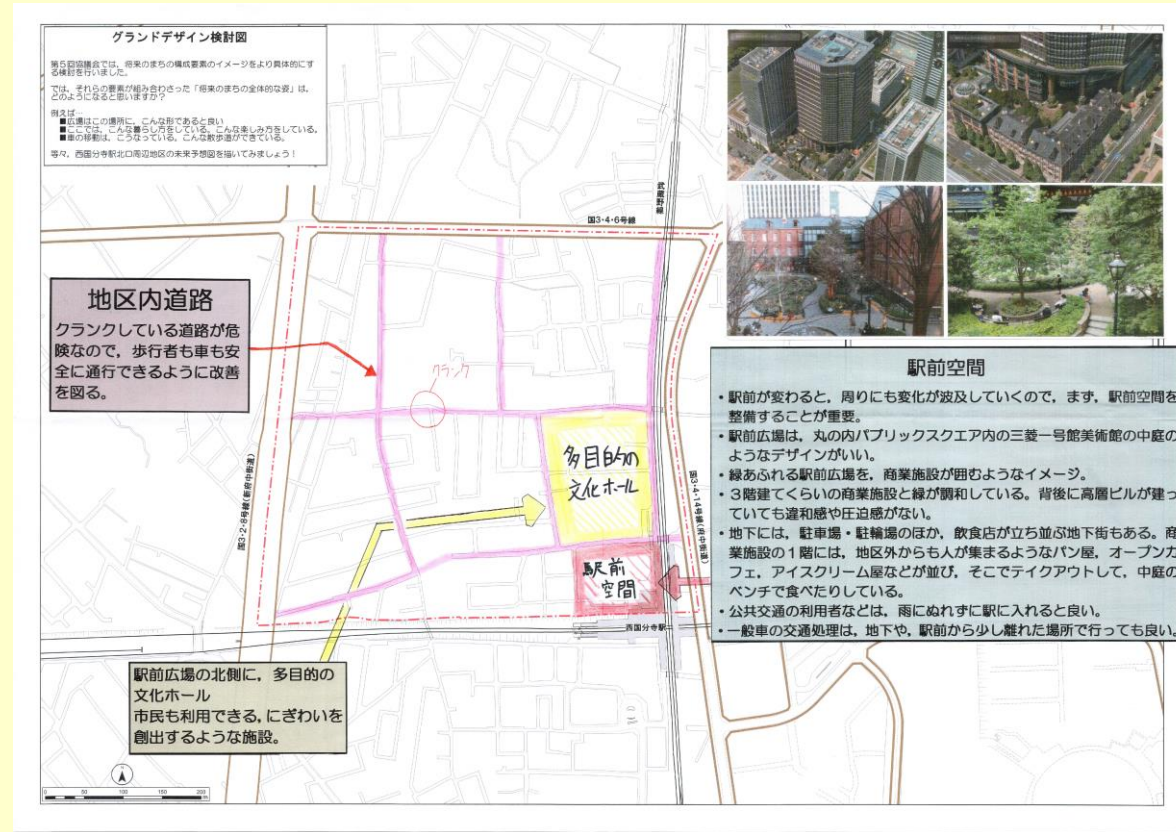 グランドデザイン検討図
第5回協議会では、将来のまちの構成要素のイメージをより具体的にす
る検討を行いました。
では、それらの要素が組み合わさった「将来のまちの全体的な姿」は、
どのようになると思いますか？
例えば…
■広場はこの場所に、こんな形であると良い
■ここでは、こんな暮らし方をしている、こんな楽しみ方をしている。
■車の移動は、こうなっている、こんな散歩道ができている。
等々、西国分寺駅北口周辺地区の未来予想図を描いてみましょう！
武蔵野線
国3・4・6号線
地区内道路
クランクしている道路が危
険なので，歩行者も車も安
全に通行できるように改善
を図る。
クランク
多目的の
文化ホール
国3・2・8号線(新府中街道)
国3・4・14号線(府中街道)
駅前
空間
西国分寺駅
駅前空間
・駅前が変わると，周りにも変化が波及していくので，まず，駅前空間を
整備することが重要。
・駅前広場は，丸の内パブリックスクエア内の三菱一号館美術館の中庭の
ようなデザインがいい。
・緑あふれる駅前広場を，商業施設が囲むようなイメージ。
・３階建てくらいの商業施設と緑が調和している。背後に高層ビルが建っ
ていても違和感や圧迫感がない。
・地下には，駐車場・駐輪場のほか，飲食店が立ち並ぶ地下街もある。商
業施設の１階には，地区外からも人が集まるようなパン屋，オープンカ
フェ，アイスクリーム屋などが並び，そこでテイクアウトして，中庭の
ベンチで食べたりしている。
・公共交通の利用者などは，雨にぬれずに駅に入れると良い。
・一般車の交通処理は，地下や，駅前から少し離れた場所で行っても良い。
駅前広場の北側に，多目的の
文化ホール
市民も利用できる，にぎわいを
創出するような施設。
0 50 100 150 200